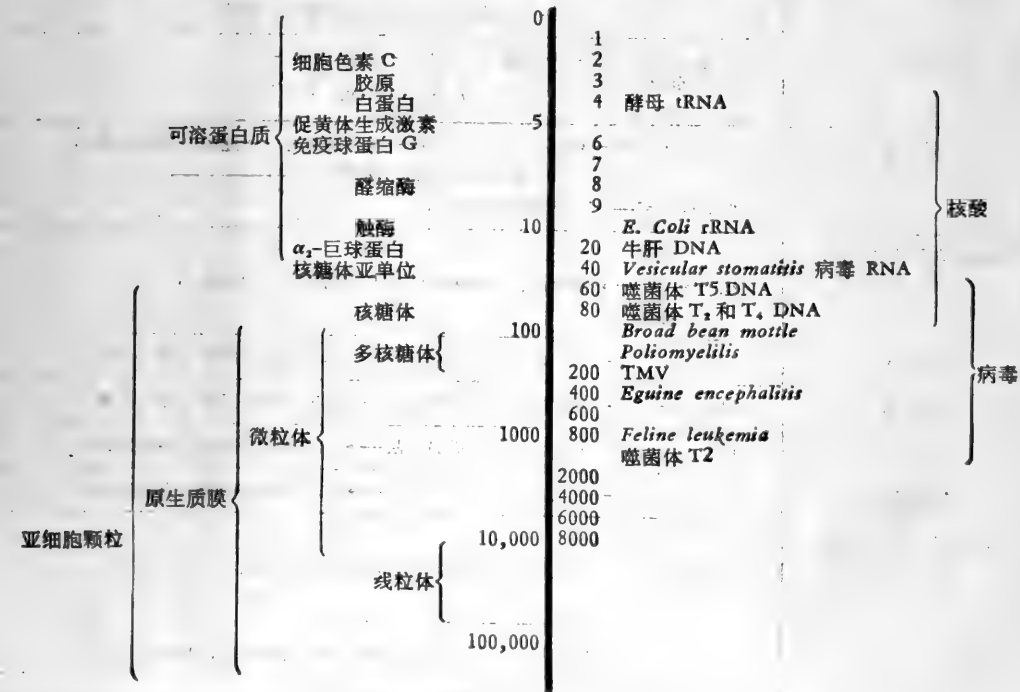 0
1
细胞色素 C 2
胶原 3
白蛋白 4 酵母 tRNA
促黄体生成激素 5
可溶蛋白质
免疫球蛋白 G 6
7
醛缩酶 8
9 核酸
触酶 10 E. Coli rRNA
α₂-巨球蛋白 20 牛肝 DNA
核糖体亚单位 40 Vesicular stomatitis 病毒 RNA
60 噬菌体 T5 DNA
核糖体 80 噬菌体 T₂ 和 T₄ DNA
100 Broad bean mottle
多核糖体 Poliomyelilis
200 TMV 病毒
400 Eguine encephalitis
600
微粒体 1000 800 Feline leukemia
噬菌体 T2
2000
原生质膜 4000
6000
亚细胞颗粒 10,000 8000
线粒体
100,000